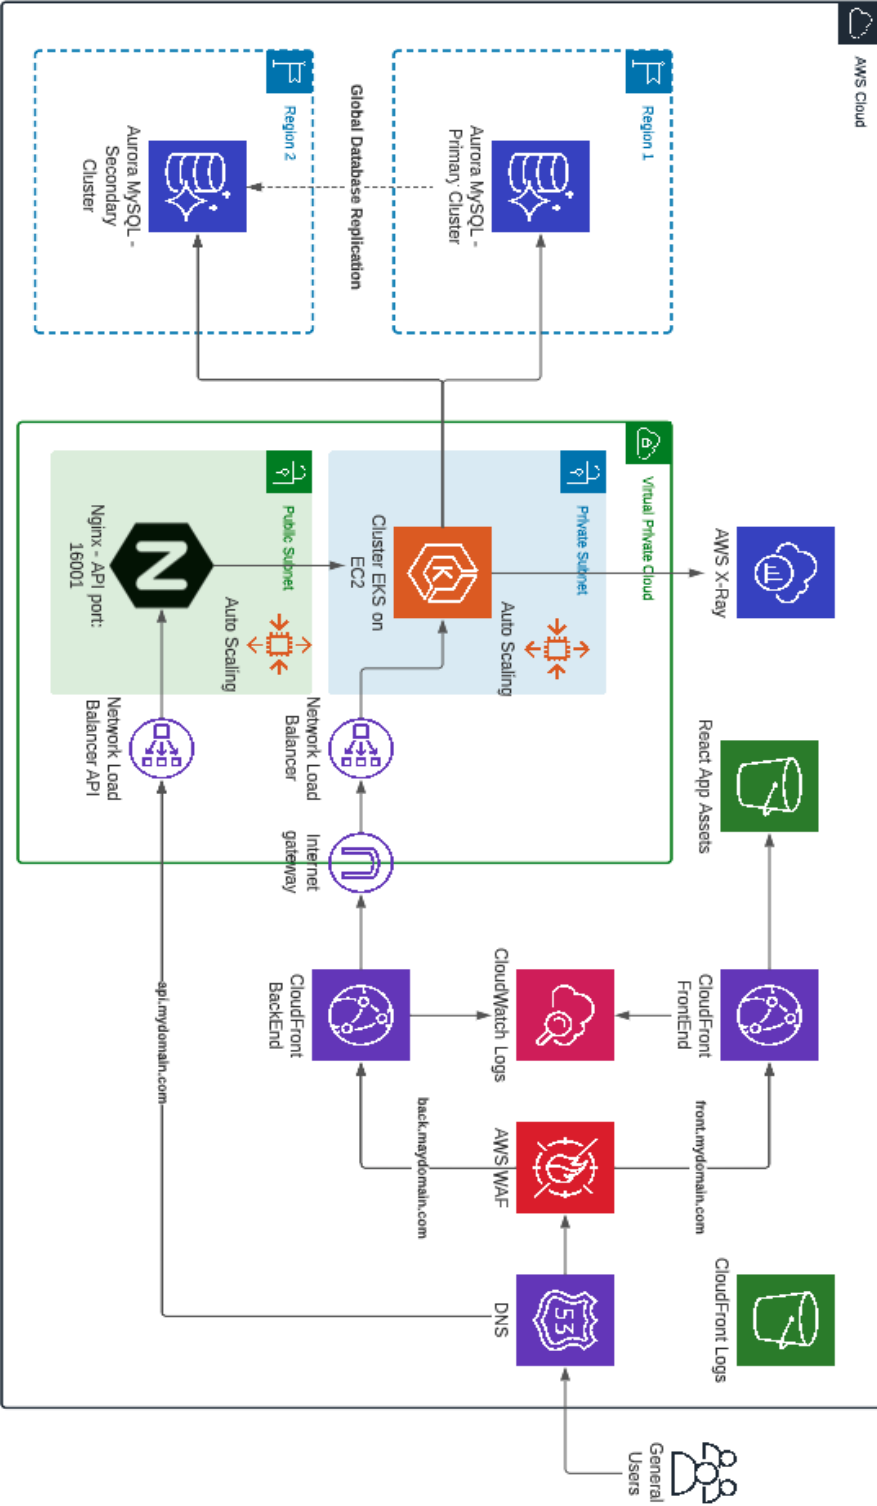 AWS Cloud
Region 1
Aurora MySQL -
Primary Cluster
Global Database Replication
Region 2
Aurora MySQL -
Secondary
Cluster
Virtual Private Cloud
Private Subnet
Cluster EKS on
EC2
Auto Scaling
Public Subnet
Nginx - API port:
16001
Auto Scaling
AWS X-Ray
React App Assets
Network Load
Balancer
Network Load
Balancer API
Internet
gateway
CloudFront
FrontEnd
CloudWatch Logs
CloudFront
BackEnd
api.mydomain.com
front.mydomain.com
AWS WAF
back.maydomain.com
CloudFront Logs
53
DNS
General
Users